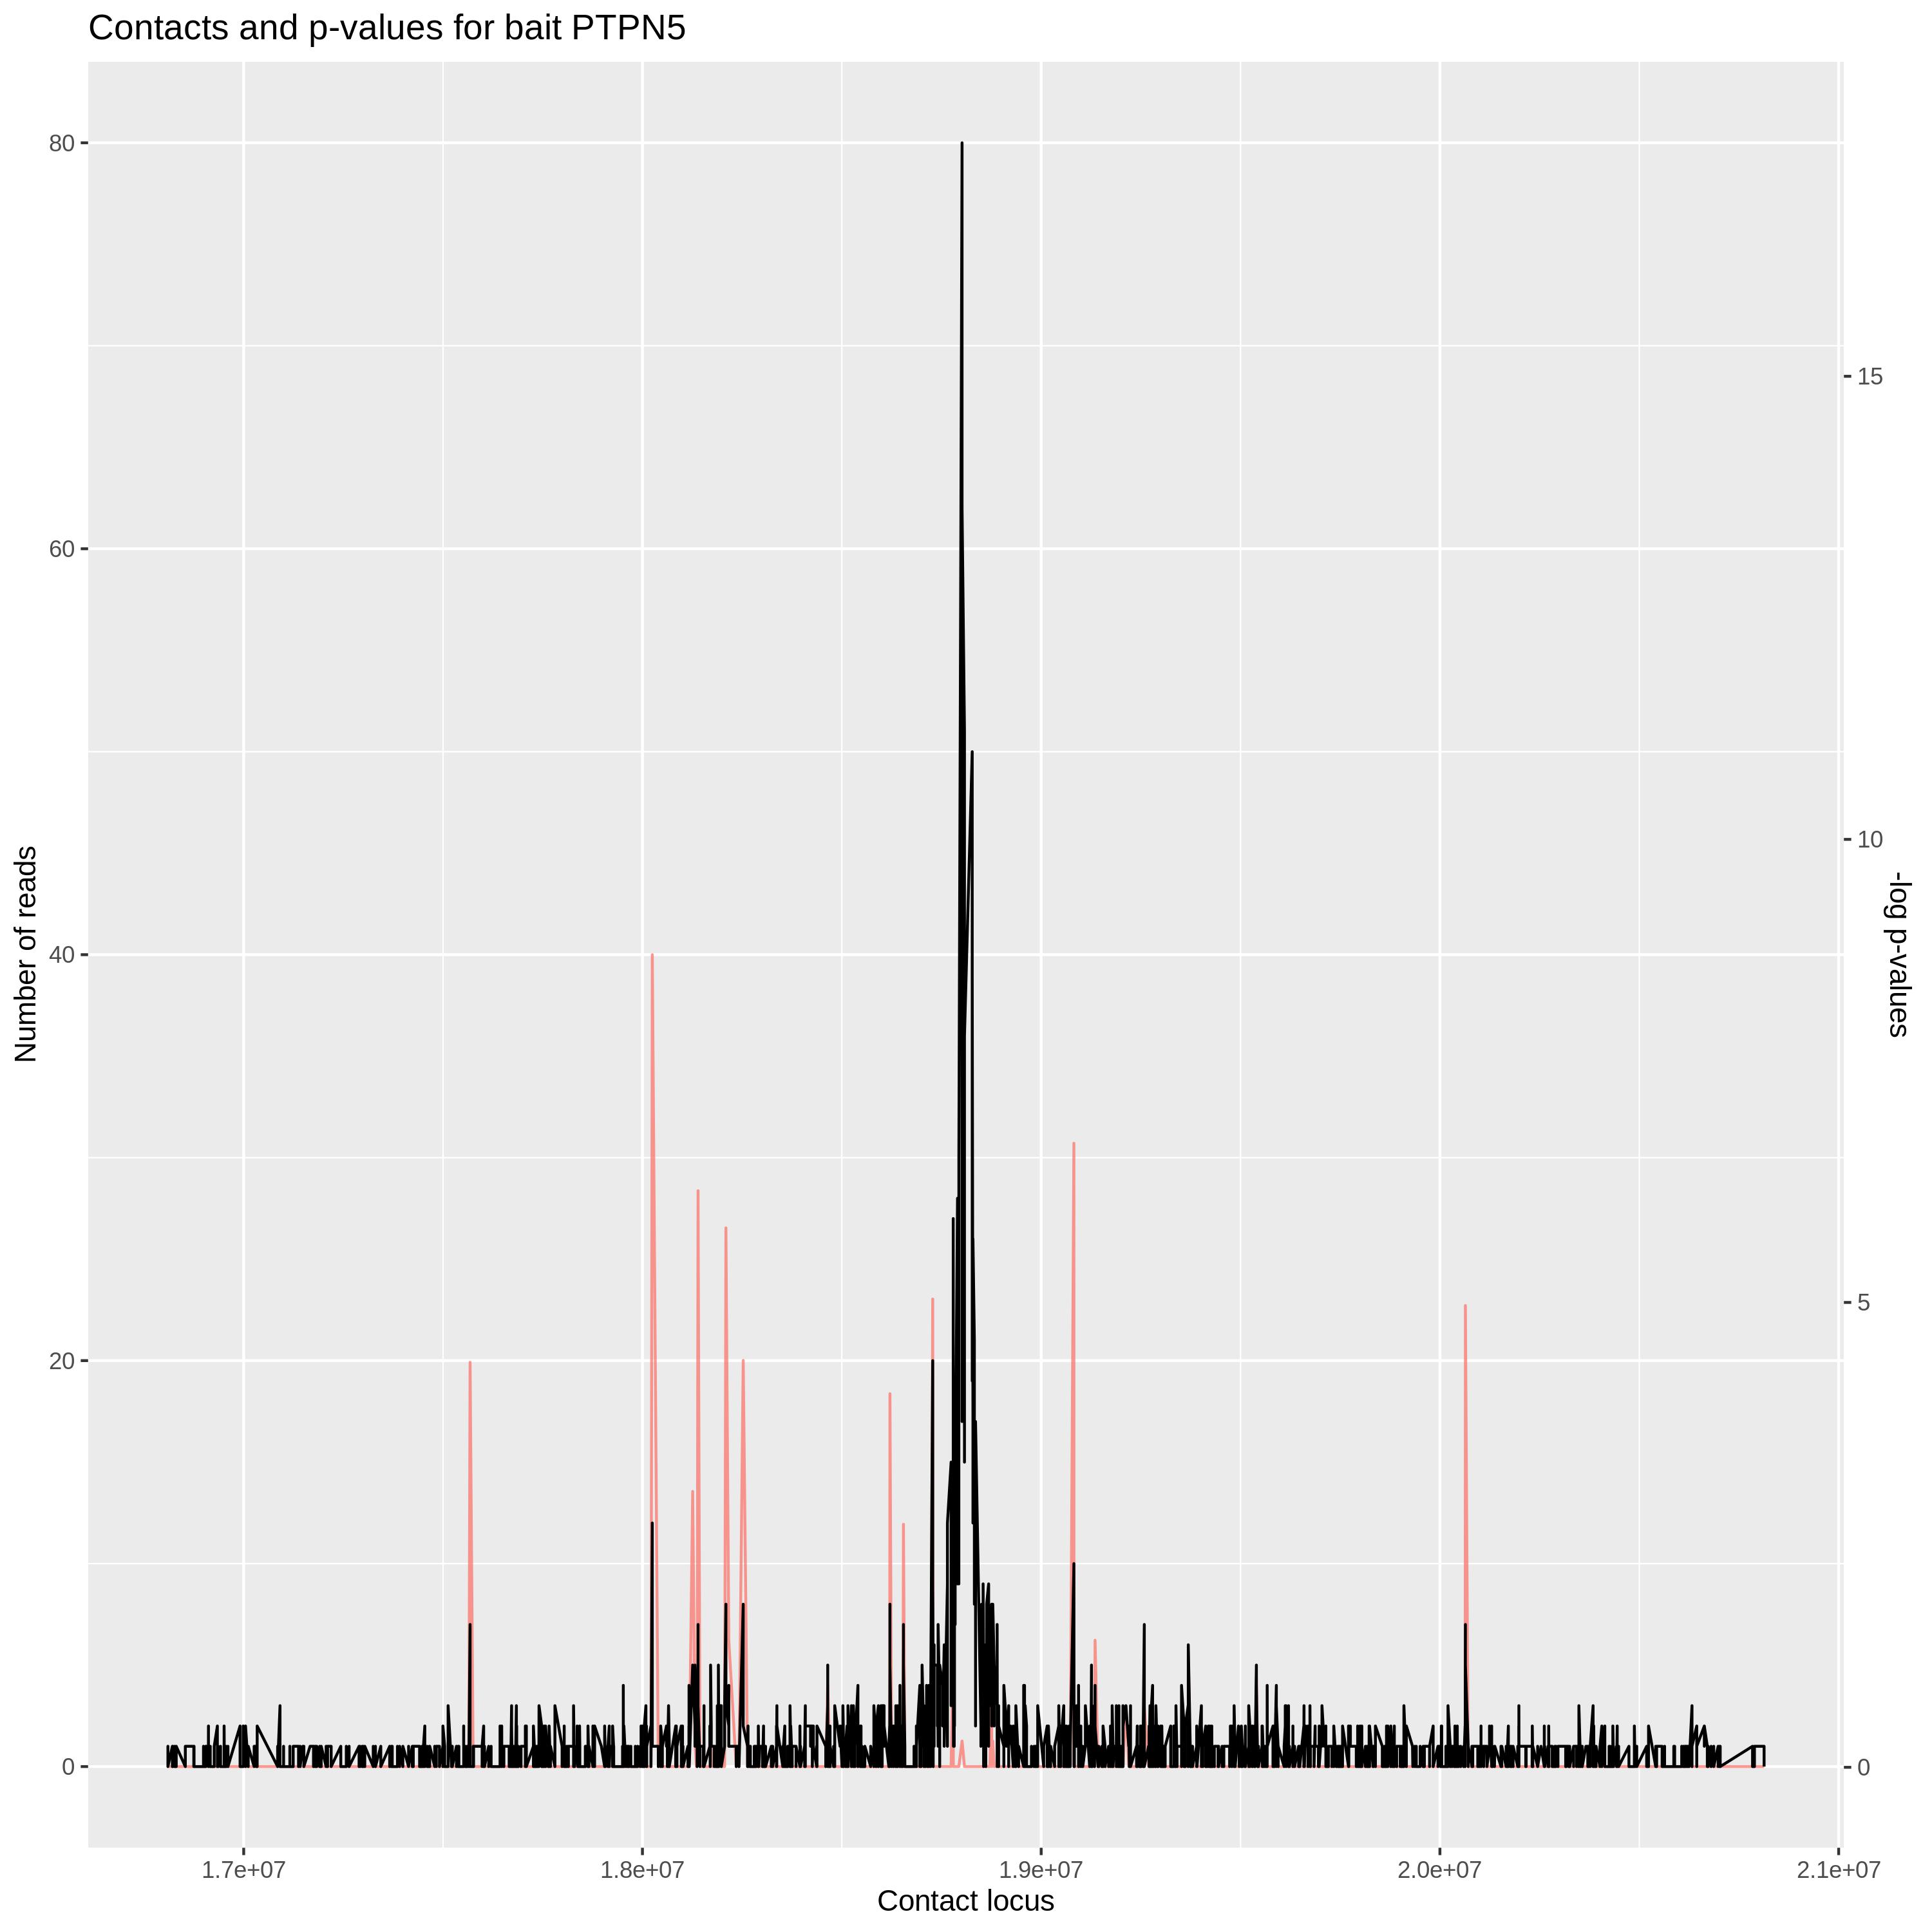 Contacts and p-values for bait PTPN5
80
60
40
20
0
Number of reads
15
10
5
0
-log p-values
1.7e+07
1.8e+07
1.9e+07
2.0e+07
2.1e+07
Contact locus